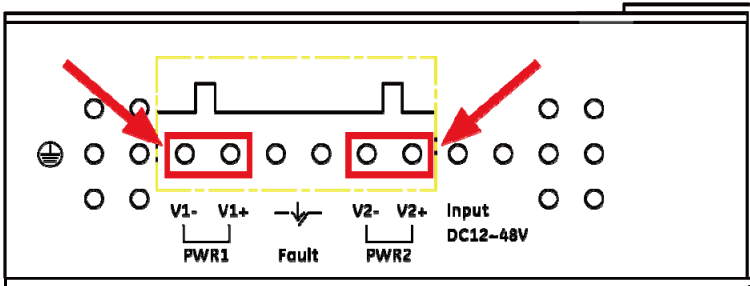 V1- V1+ V2- V2+ Input
DC12~48V
PWR1 Fault PWR2